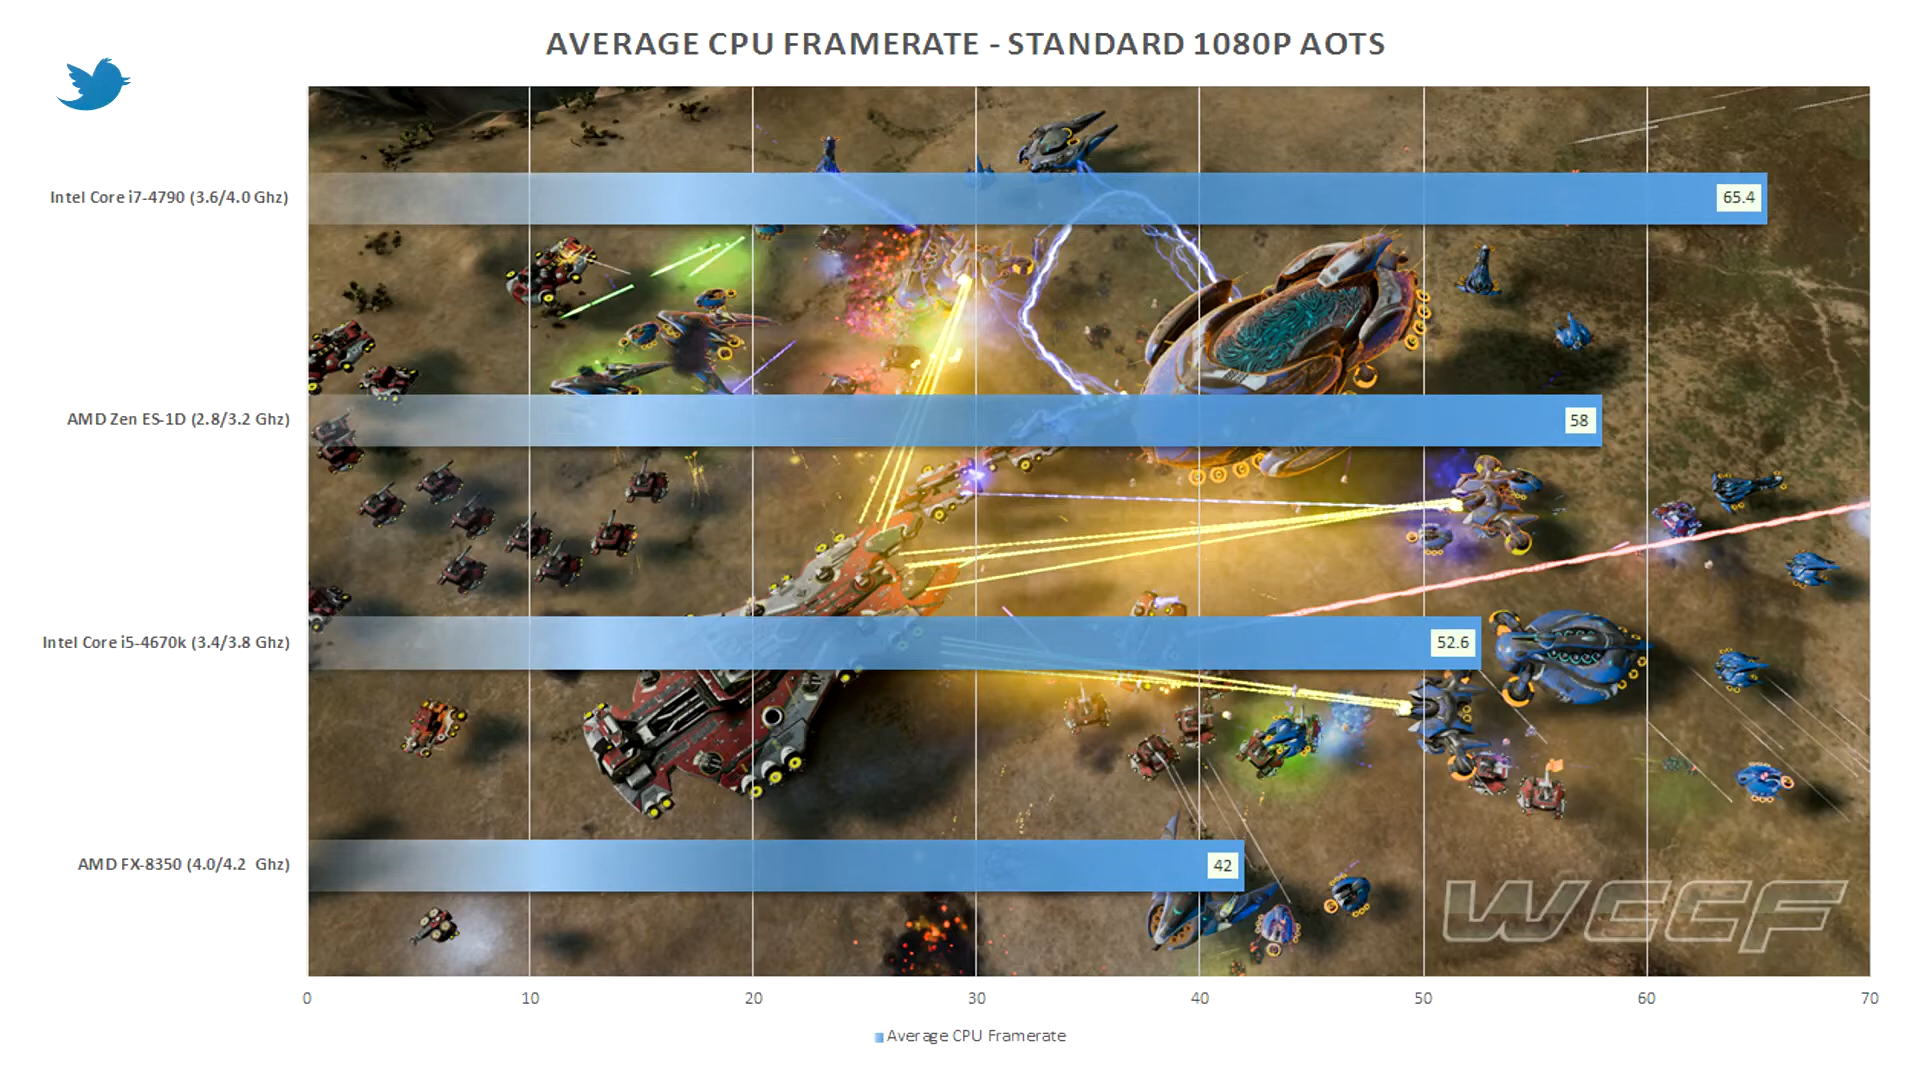 AVERAGE CPU FRAMERATE - STANDARD 1080P AOTS
Intel Core i7-4790 (3.6/4.0 Ghz)
65.4
AMD Zen ES-1D (2.8/3.2 Ghz)
58
Intel Core i5-4670k (3.4/3.8 Ghz)
52.6
AMD FX-8350 (4.0/4.2  Ghz)
42
WCCF
0 10 20 30 40 50 60 70
Average CPU Framerate